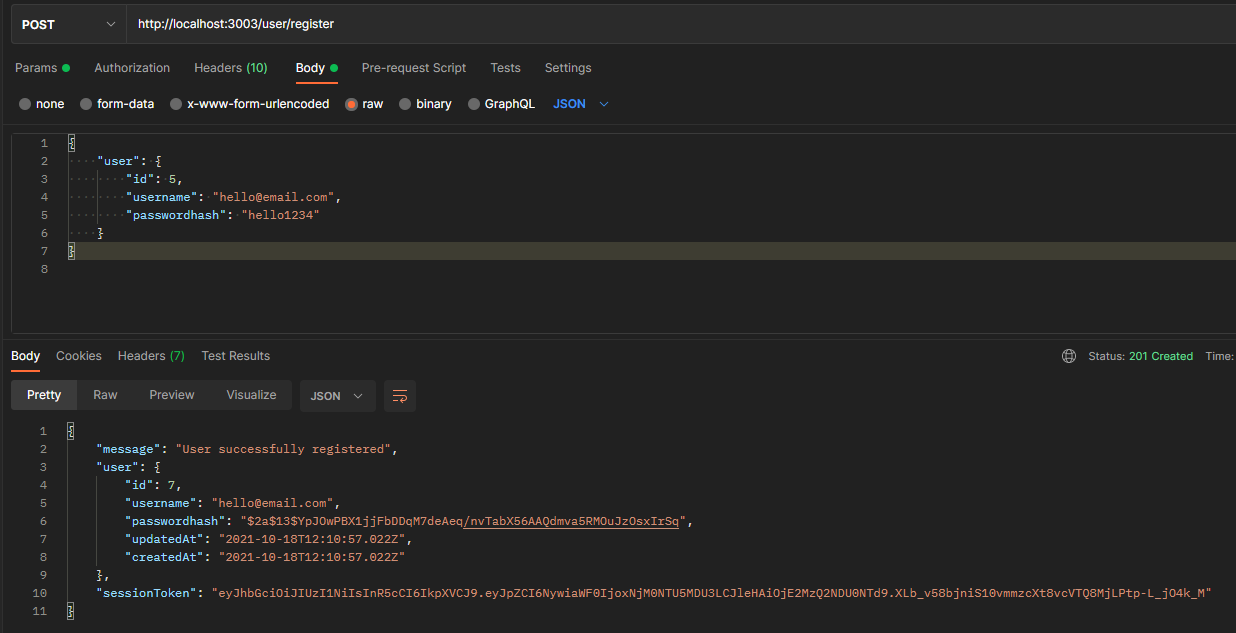 POST http://localhost:3003/user/register
Params Authorization Headers (10) Body Pre-request Script Tests Settings
none form-data x-www-form-urlencoded raw binary GraphQL JSON
1 {
2 "user": {
3 "id": 5,
4 "username": "hello@email.com",
5 "passwordhash": "hello1234"
6 }
7 }
8
Body Cookies Headers (7) Test Results Status: 201 Created Time:
Pretty Raw Preview Visualize JSON
1 {
2 "message": "User successfully registered",
3 "user": {
4 "id": 7,
5 "username": "hello@email.com",
6 "passwordhash": "$2a$13$YpJOwPBX1jjFbDDqM7deAeq/nvTabX56AAQdmva5RMOuJzOsxIrSq",
7 "updatedAt": "2021-10-18T12:10:57.022Z",
8 "createdAt": "2021-10-18T12:10:57.022Z"
9 },
10 "sessionToken": "eyJhbGciOiJIUzI1NiIsInR5cCI6IkpXVCJ9.eyJpZCI6NywiaWF0IjoxNjM0NTU5MDU3LCJleHAiOjE2MzQ2NDU0NTd9.XLb_v58bjniS10vmmzcXt8vcVTQ8MjLPtp-L_jO4k_M"
11 }